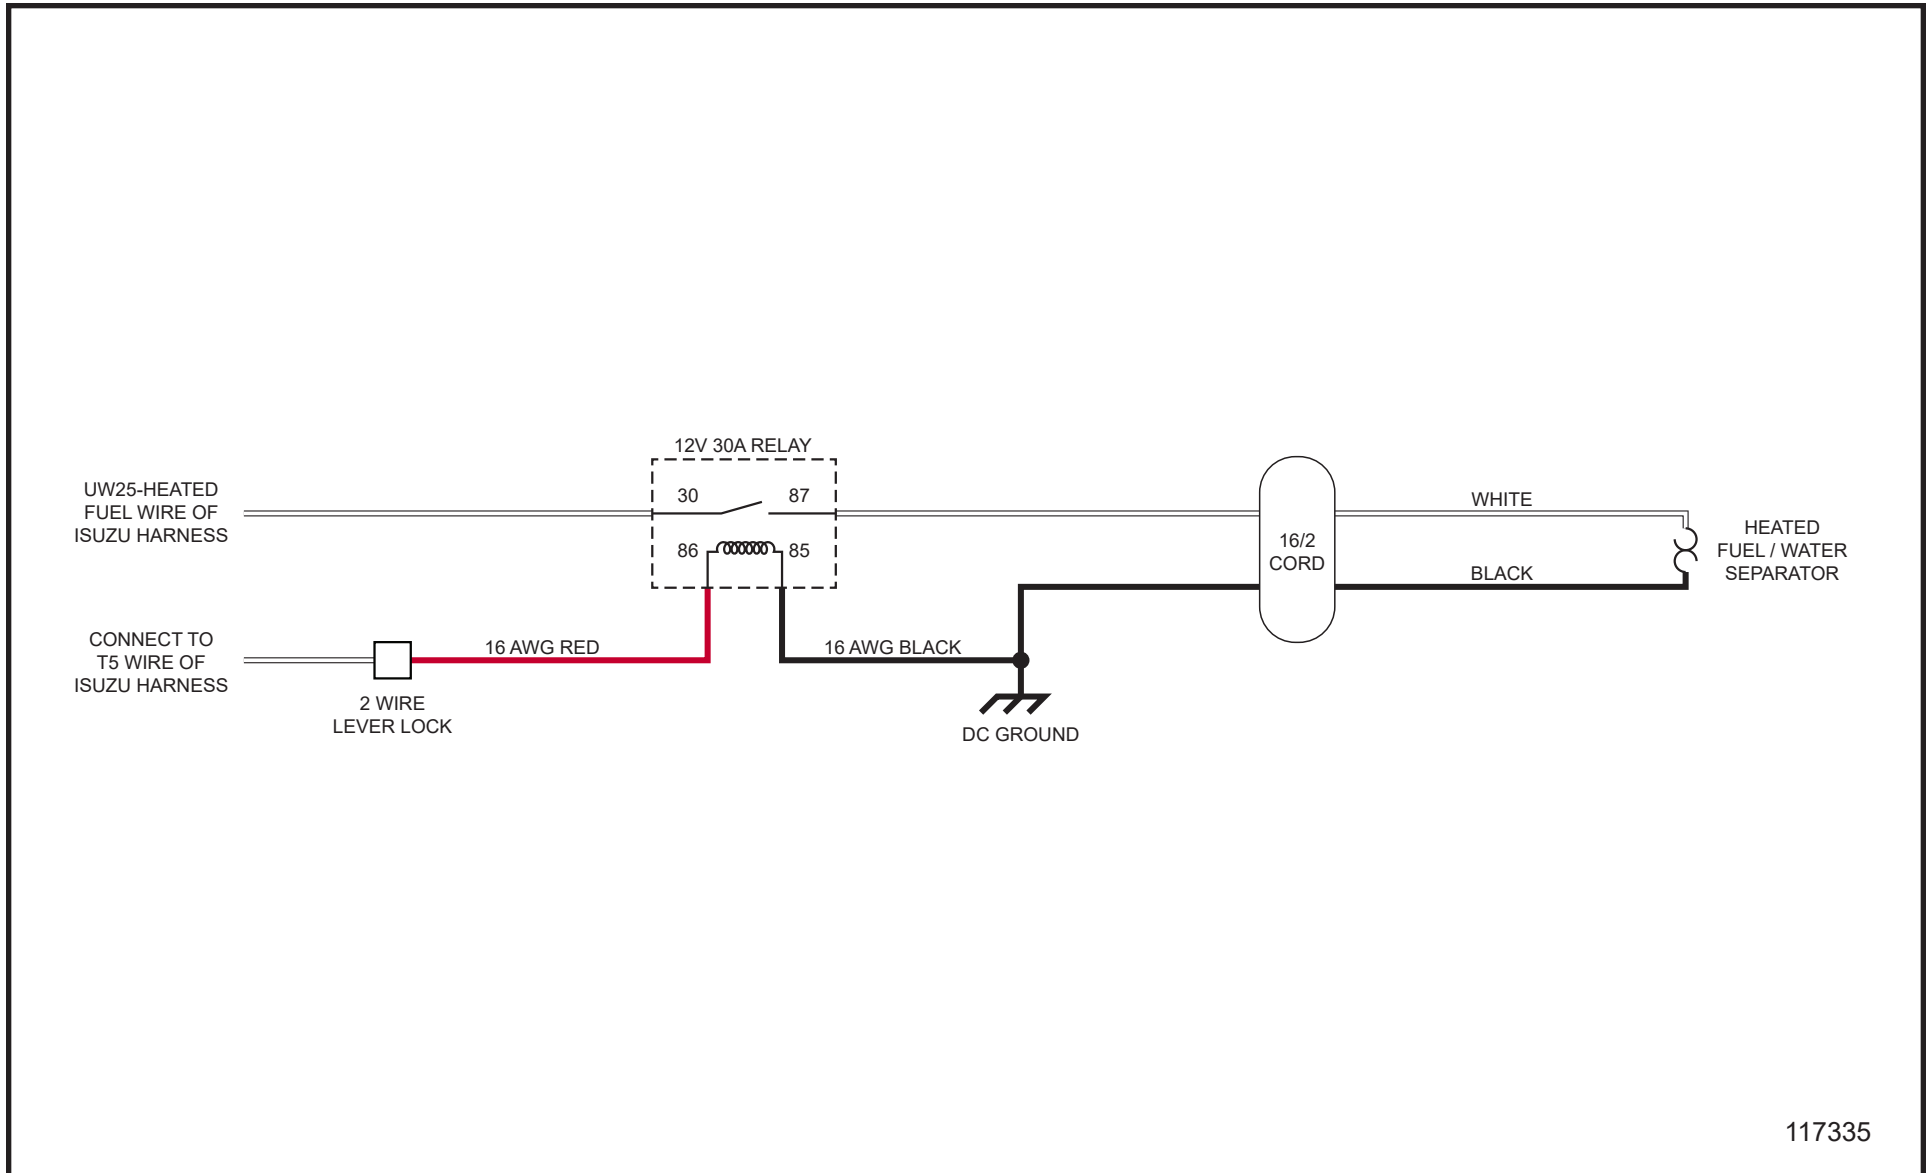 12V 30A RELAY
UW25-HEATED
FUEL WIRE OF
ISUZU HARNESS
30
87
86
85
16/2
CORD
WHITE
BLACK
HEATED
FUEL / WATER
SEPARATOR
CONNECT TO
T5 WIRE OF
ISUZU HARNESS
16 AWG RED
16 AWG BLACK
2 WIRE
LEVER LOCK
DC GROUND
117335